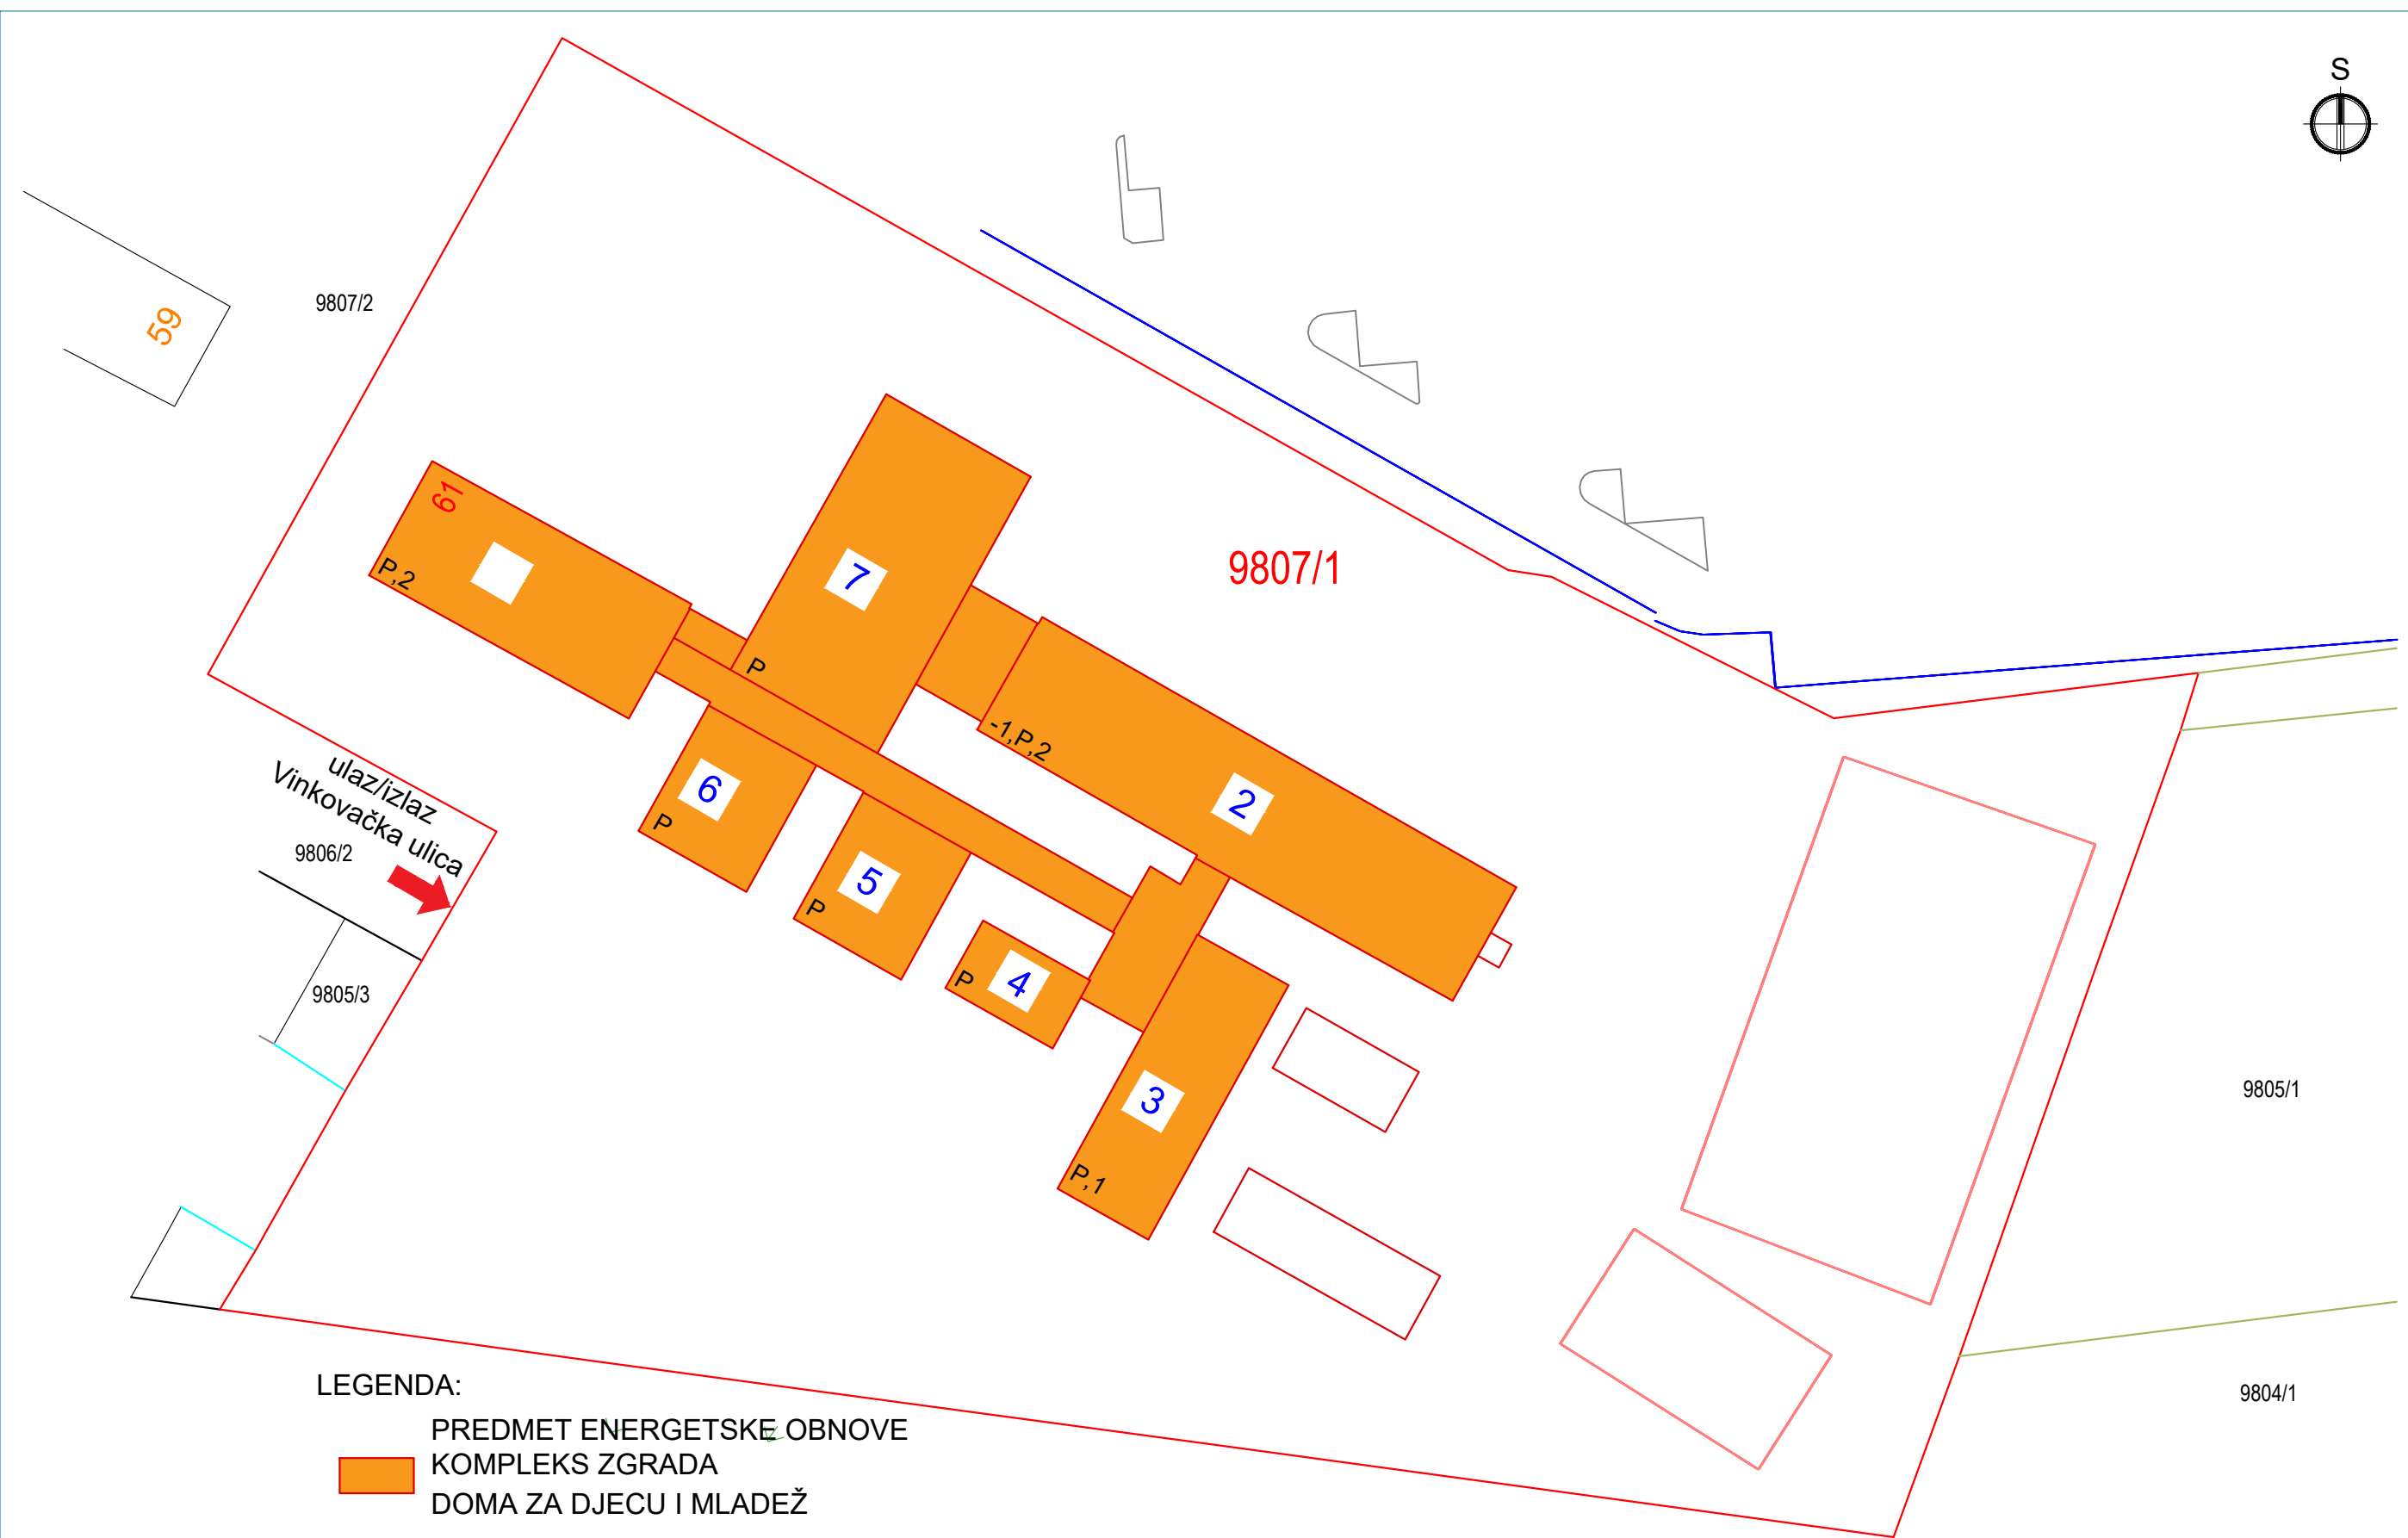 S
59
9807/2
61
P,2
7
P
9807/1
-1,P,2
2
6
P
5
P
4
P
3
P,1
ulaz/izlaz
Vinkovačka ulica
9806/2
9805/3
9805/1
9804/1
LEGENDA:
PREDMET ENERGETSKE OBNOVE
KOMPLEKS ZGRADA
DOMA ZA DJECU I MLADEŽ